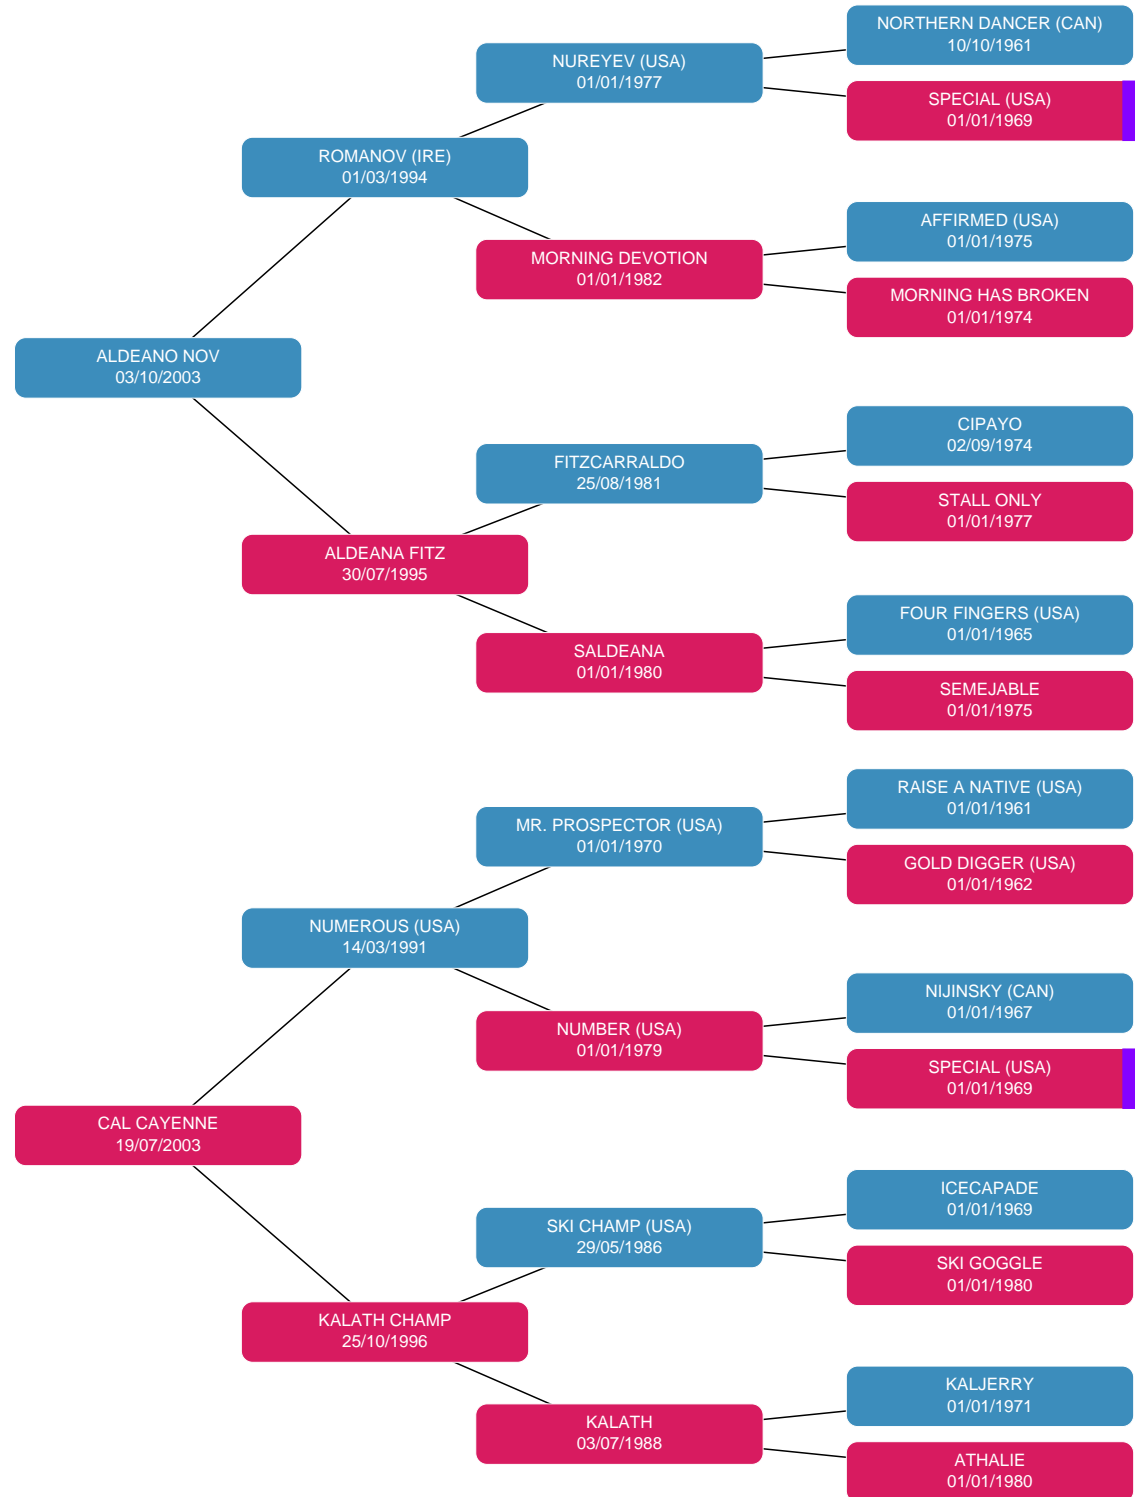 NORTHERN DANCER (CAN)
10/10/1961
NUREYEV (USA)
01/01/1977
SPECIAL (USA)
01/01/1969
ROMANOV (IRE)
01/03/1994
AFFIRMED (USA)
01/01/1975
MORNING DEVOTION
01/01/1982
MORNING HAS BROKEN
01/01/1974
ALDEANO NOV
03/10/2003
CIPAYO
02/09/1974
FITZCARRALDO
25/08/1981
STALL ONLY
01/01/1977
ALDEANA FITZ
30/07/1995
FOUR FINGERS (USA)
01/01/1965
SALDEANA
01/01/1980
SEMEJABLE
01/01/1975
RAISE A NATIVE (USA)
01/01/1961
MR. PROSPECTOR (USA)
01/01/1970
GOLD DIGGER (USA)
01/01/1962
NUMEROUS (USA)
14/03/1991
NIJINSKY (CAN)
01/01/1967
NUMBER (USA)
01/01/1979
SPECIAL (USA)
01/01/1969
CAL CAYENNE
19/07/2003
ICECAPADE
01/01/1969
SKI CHAMP (USA)
29/05/1986
SKI GOGGLE
01/01/1980
KALATH CHAMP
25/10/1996
KALJERRY
01/01/1971
KALATH
03/07/1988
ATHALIE
01/01/1980